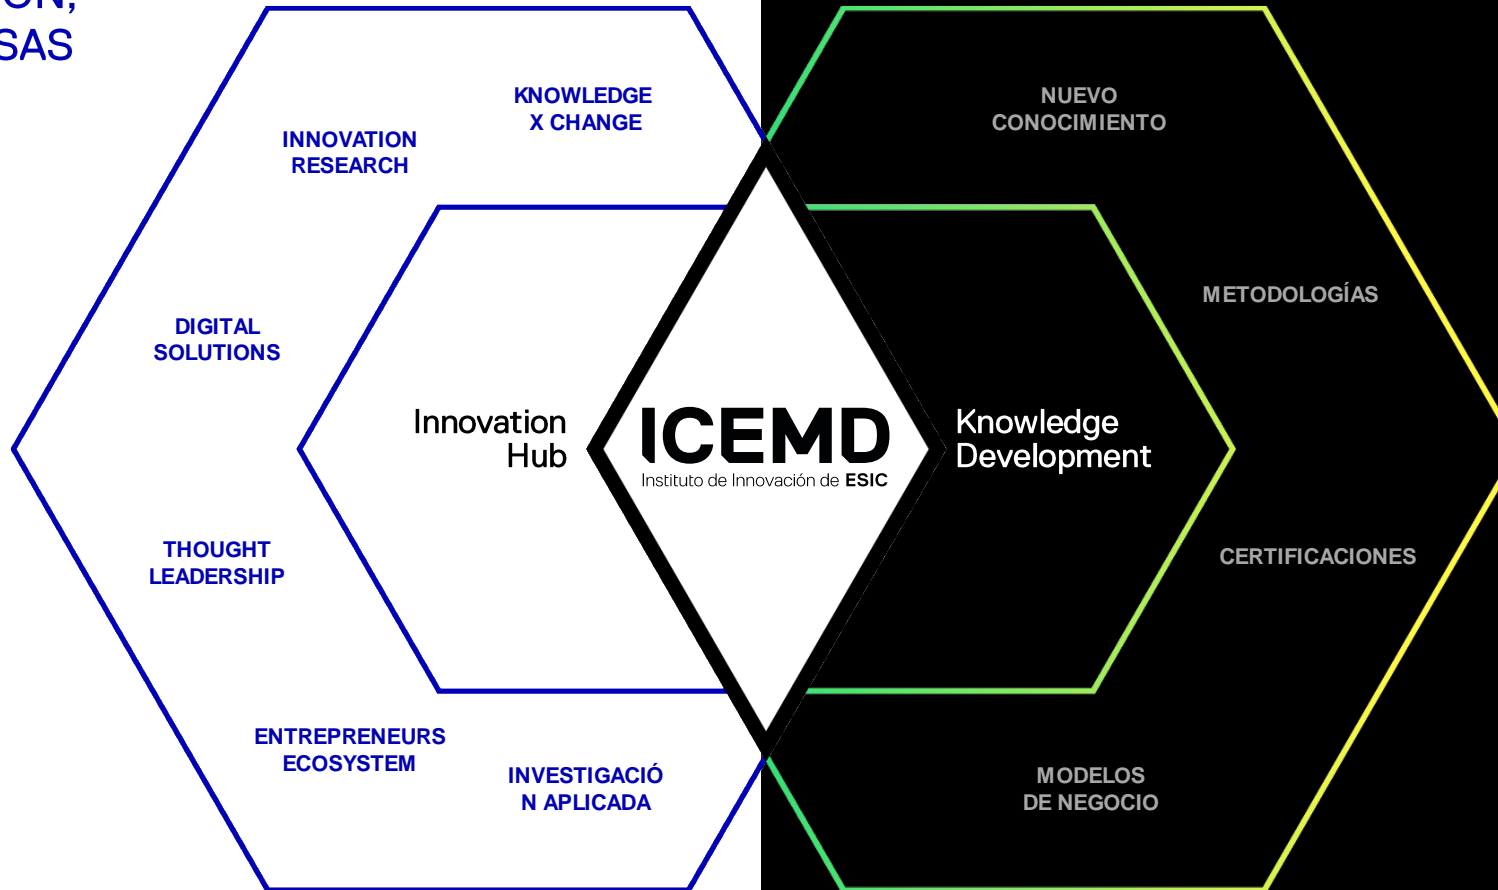 SAS
KNOWLEDGE
X CHANGE
INNOVATION
RESEARCH
DIGITAL
SOLUTIONS
Innovation
Hub
THOUGHT
LEADERSHIP
ENTREPRENEURS
ECOSYSTEM
INVESTIGACIÓ
N APLICADA
ICEMD
Instituto de Innovación de ESIC
NUEVO
CONOCIMIENTO
METODOLOGÍAS
Knowledge
Development
CERTIFICACIONES
MODELOS
DE NEGOCIO